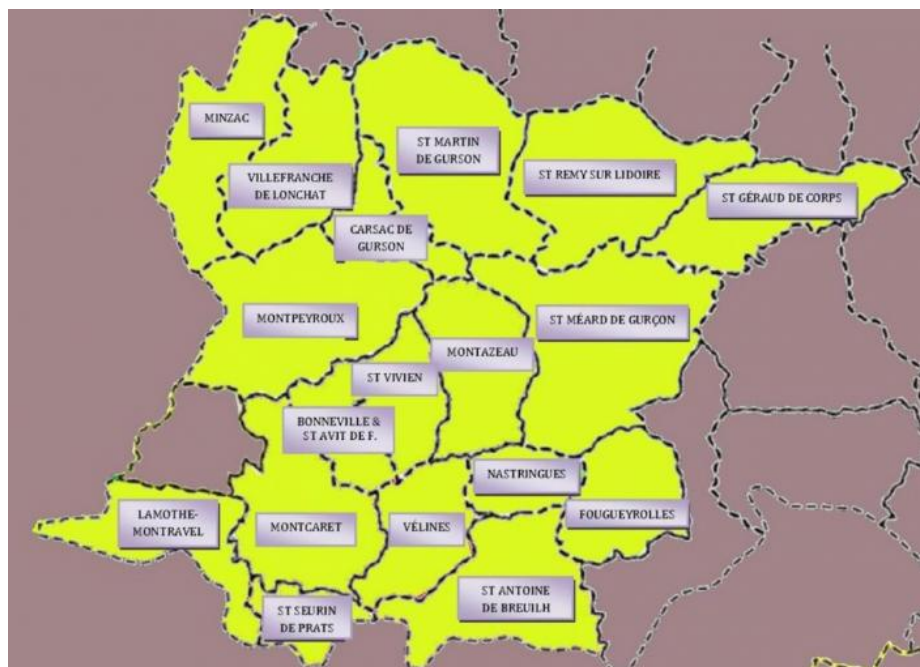 MINZAC
ST MARTIN
DE GURSON
VILLEFRANCHE
DE LONCHAT
ST REMY SUR LIDOIRE
ST GÉRAUD DE CORPS
CARSAC DE
GURSON
MONTPEYROUX
ST MÉARD DE GURÇON
MONTAZEAU
ST VIVIEN
BONNEVILLE &
ST AVIT DE F.
NASTRINGUES
LAMOTHE-
MONTRAVEL
MONTCARET
VÉLINES
FOUGUEYROLLES
ST ANTOINE
DE BREUILH
ST SEURIN
DE PRATS